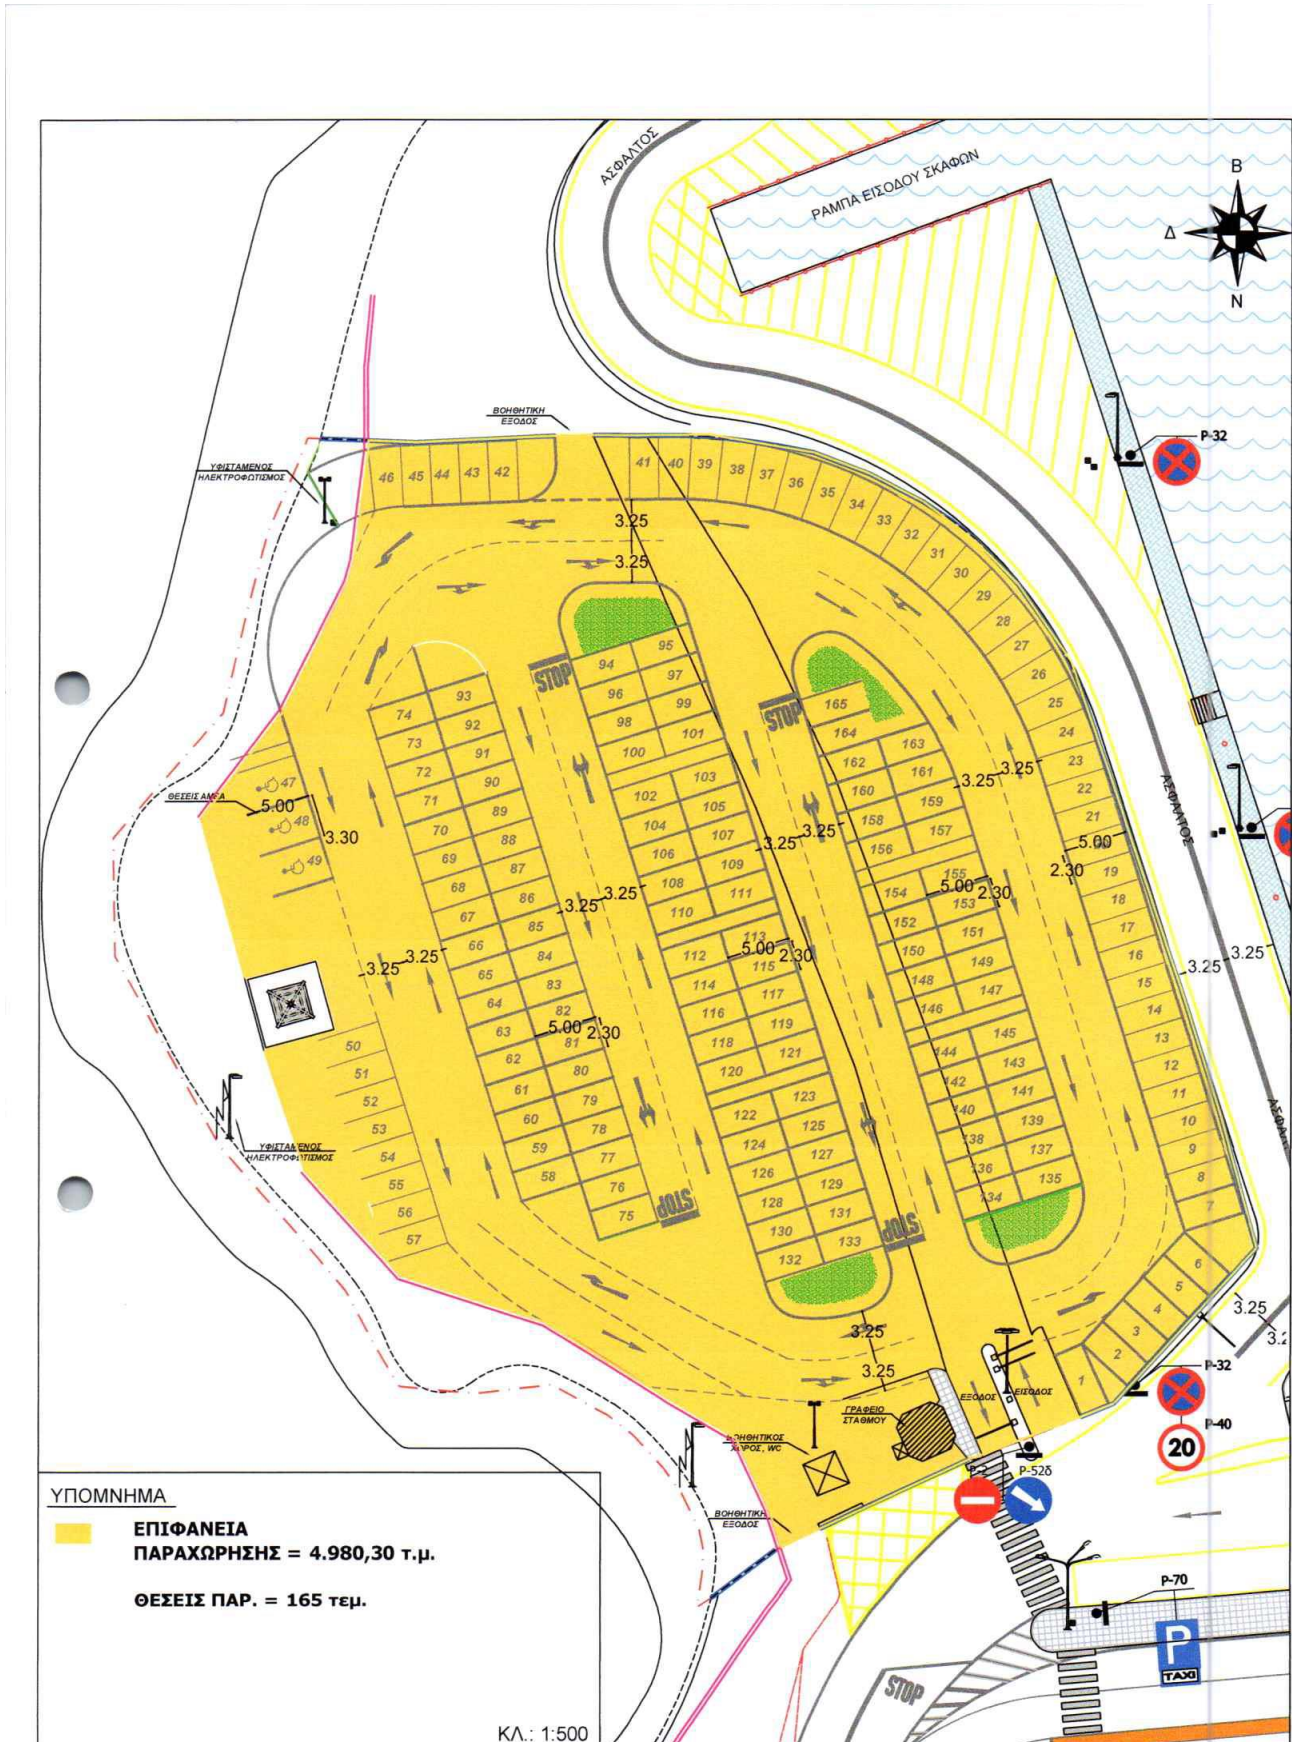 ΑΣΦΑΛΤΟΣ
ΡΑΜΠΑ ΕΙΣΟΔΟΥ ΣΚΑΦΩΝ
Β
Δ
Ν
ΒΟΗΘΗΤΙΚΗ
ΕΞΟΔΟΣ
P-32
ΥΦΙΣΤΑΜΕΝΟΣ
ΗΛΕΚΤΡΟΦΩΤΙΣΜΟΣ
46 45 44 43 42
41 40 39 38 37 36 35 34 33 32 31 30 29 28 27 26 25 24 23 22 21
19 18 17 16 15 14 13 12 11 10 9 8 7
6 5 4 3 2 1
3.25
3.25
STOP
94 95
96 97
98 99
100 101
102 103
104 105
106 107
108 109
110 111
112 113
114 115
116 117
118 119
120 121
122 123
124 125
126 127
128 129
130 131
132 133
STOP
STOP
165
164 163
162 161
160 159
158 157
156 155
154 153
152 151
150 149
148 147
146 145
144 143
142 141
140 139
138 137
136 135
134
STOP
74 93
73 92
72 91
71 90
70 89
69 88
68 87
67 86
66 85
65 84
64 83
63 82
62 81
61 80
60 79
59 78
58 77
76
75
ΘΕΣΕΙΣ ΑΜΕΑ
47
48
49
5.00
3.30
50
51
52
53
54
55
56
57
3.25 3.25
3.25 3.25
3.25 3.25
3.25 3.25
5.00 2.30
5.00 2.30
5.00 2.30
5.00
2.30
3.25 3.25
ΑΣΦΑΛΤΟΣ
ΥΦΙΣΤΑΜΕΝΟΣ
ΗΛΕΚΤΡΟΦΩΤΙΣΜΟΣ
3.25
3.25
3.25
ΓΡΑΦΕΙΟ
ΣΤΑΘΜΟΥ
ΕΞΟΔΟΣ
ΕΙΣΟΔΟΣ
ΒΟΗΘΗΤΙΚΟΣ
ΧΩΡΟΣ, WC
ΒΟΗΘΗΤΙΚΗ
ΕΞΟΔΟΣ
P-2
P-52δ
P-32
P-40
20
P-70
P
TAXI
STOP
ΥΠΟΜΝΗΜΑ
ΕΠΙΦΑΝΕΙΑ
ΠΑΡΑΧΩΡΗΣΗΣ = 4.980,30 τ.μ.
ΘΕΣΕΙΣ ΠΑΡ. = 165 τεμ.
ΚΛ.: 1:500